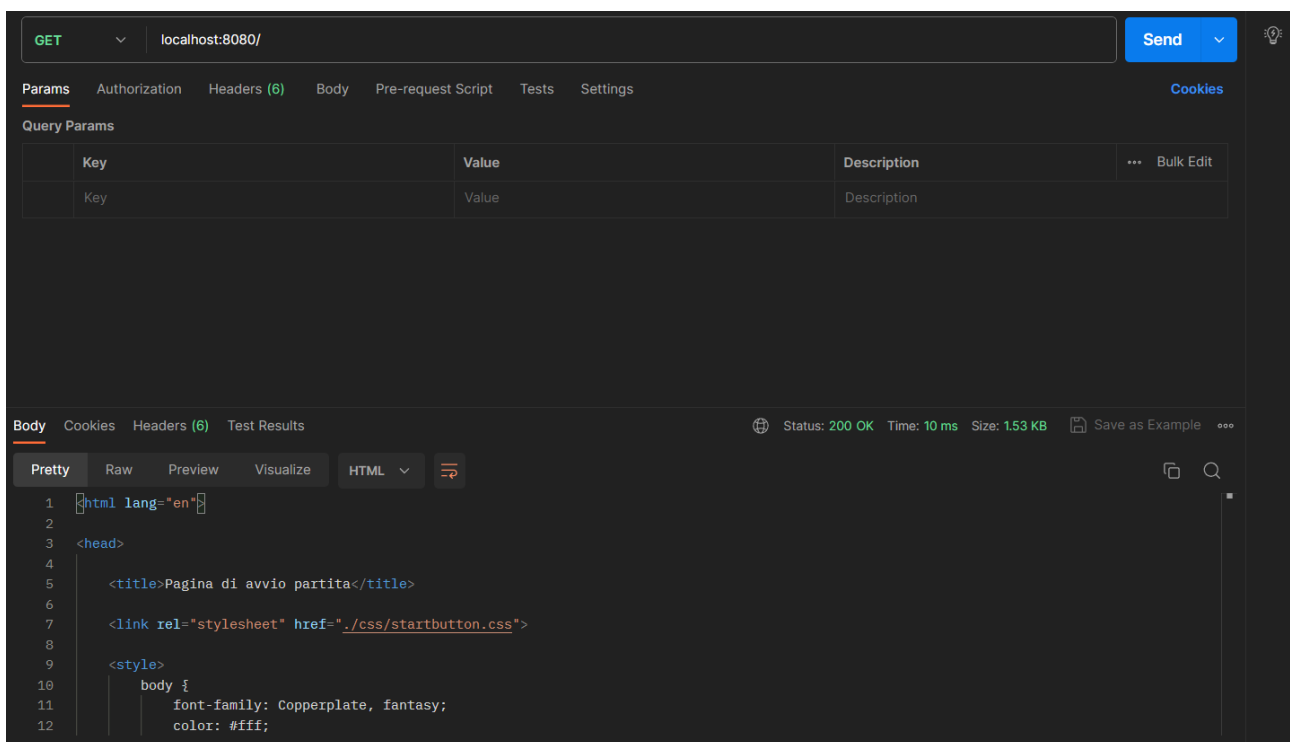 GET localhost:8080/ Send
Params Authorization Headers (6) Body Pre-request Script Tests Settings Cookies
Query Params
Key Value Description Bulk Edit
Key Value Description
Body Cookies Headers (6) Test Results Status: 200 OK Time: 10 ms Size: 1.53 KB Save as Example
Pretty Raw Preview Visualize HTML
1 <html lang="en">
2
3 <head>
4
5 <title>Pagina di avvio partita</title>
6
7 <link rel="stylesheet" href="./css/startbutton.css">
8
9 <style>
10 body {
11 font-family: Copperplate, fantasy;
12 color: #fff;